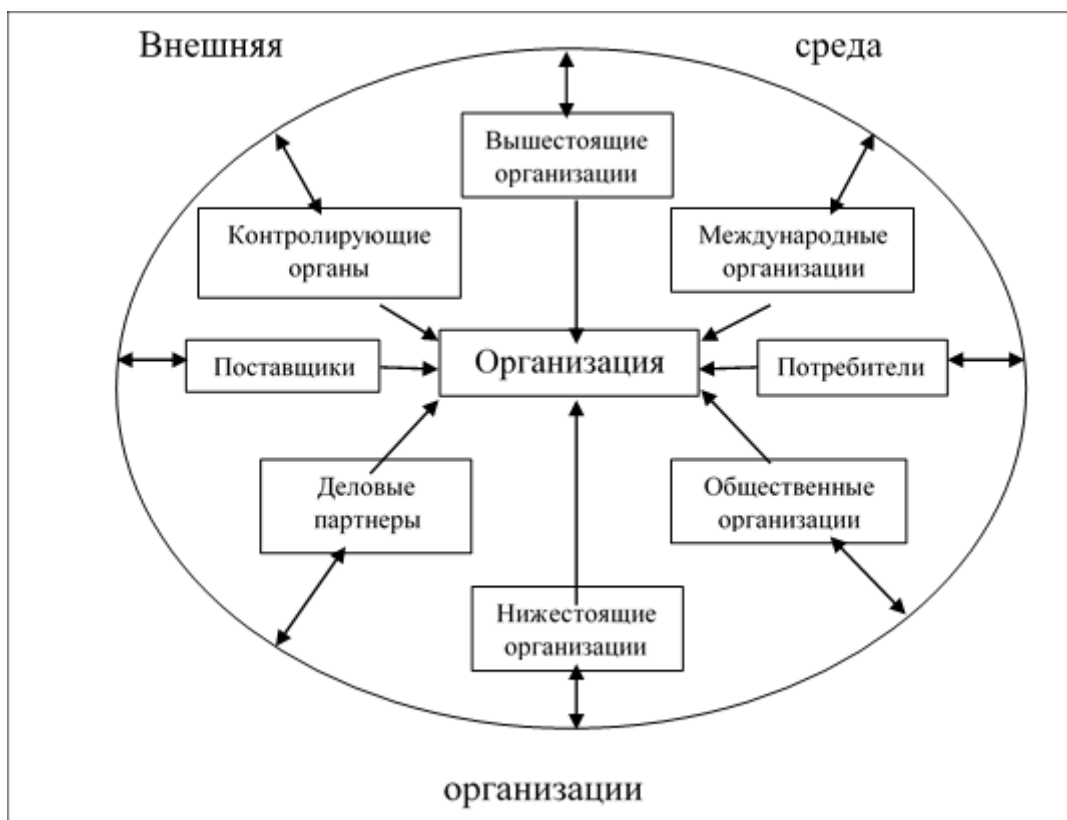 Внешняя среда
Вышестоящие
организации
Контролирующие
органы
Международные
организации
Поставщики
Организация
Потребители
Деловые
партнеры
Общественные
организации
Нижестоящие
организации
организации